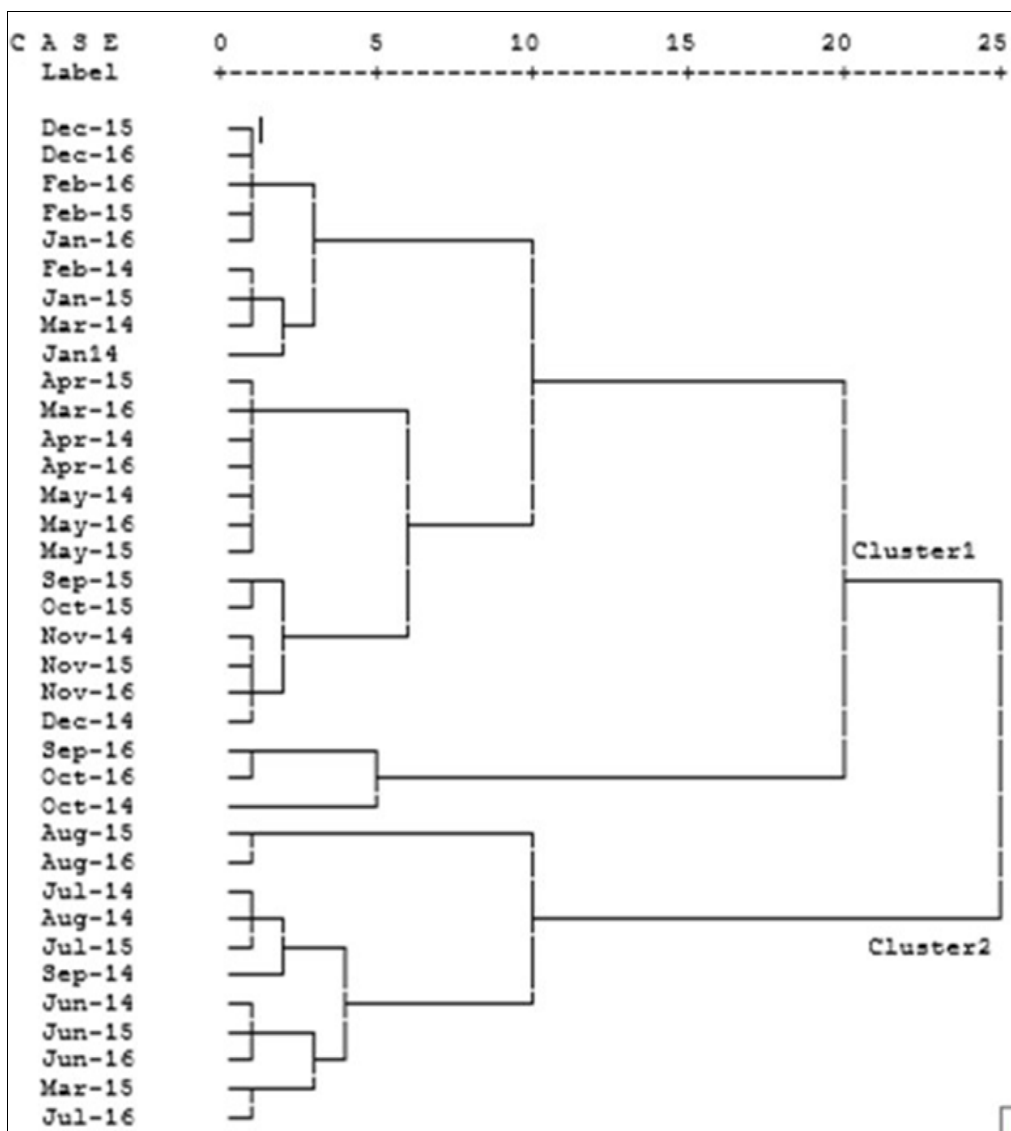 C A S E 0 5 10 15 20 25
Label
Dec-15
Dec-16
Feb-16
Feb-15
Jan-16
Feb-14
Jan-15
Mar-14
Jan14
Apr-15
Mar-16
Apr-14
Apr-16
May-14
May-16
May-15
Cluster1
Sep-15
Oct-15
Nov-14
Nov-15
Nov-16
Dec-14
Sep-16
Oct-16
Oct-14
Aug-15
Aug-16
Jul-14
Aug-14
Jul-15 Cluster2
Sep-14
Jun-14
Jun-15
Jun-16
Mar-15
Jul-16